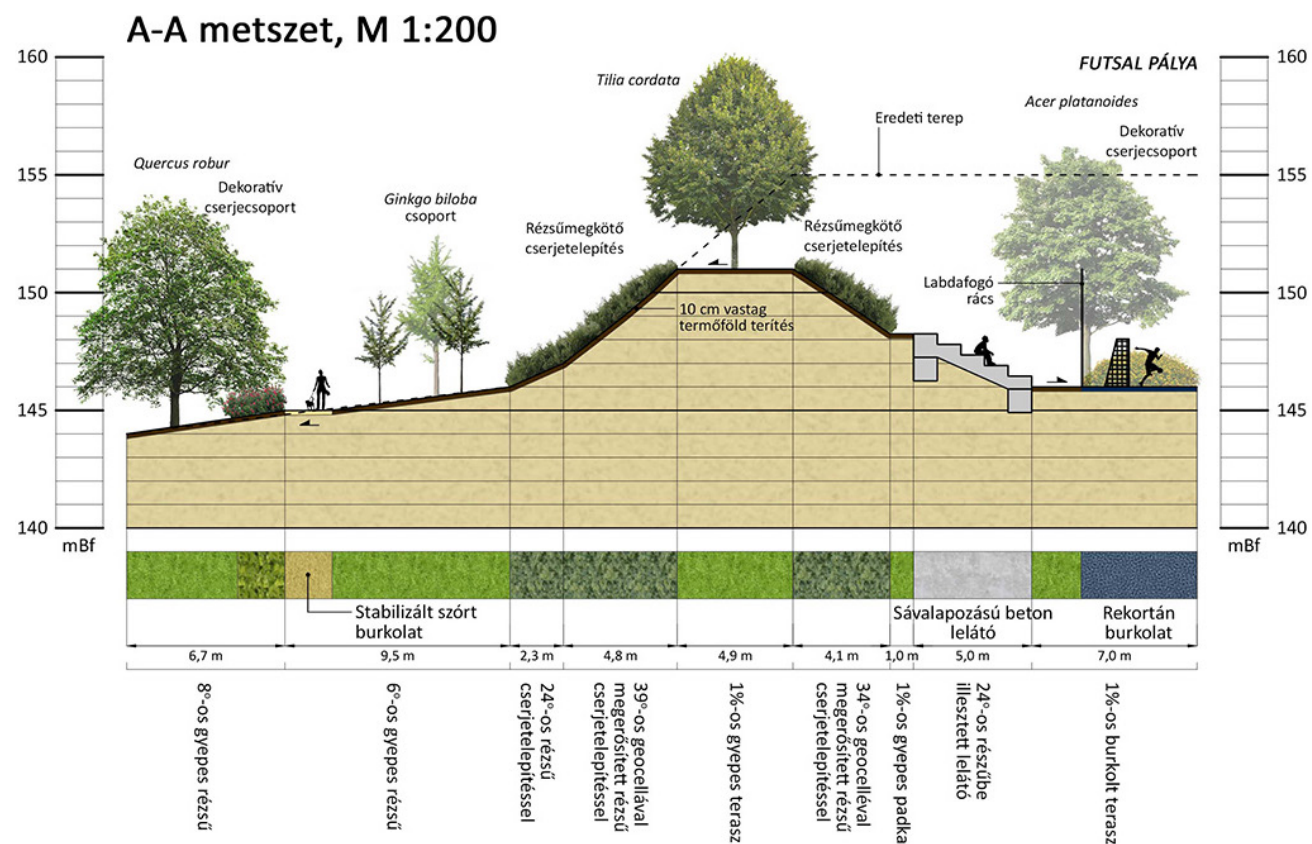 A-A metszet, M 1:200
160
160
FUTSAL PÁLYA
Tilia cordata
Acer platanoides
Eredeti terep
Dekoratív
cserjecsoport
155
155
Quercus robur
Dekoratív
cserjecsoport
Ginkgo biloba
csoport
Rézsűmegkötő
cserjetelepítés
Rézsűmegkötő
cserjetelepítés
Labdafogó
rács
150
150
10 cm vastag
termőföld terítés
145
145
140
140
mBf
mBf
Stabilizált szórt
burkolat
Sávalapozású beton
lelátó
Rekortán
burkolat
6,7 m
9,5 m
2,3 m
4,8 m
4,9 m
4,1 m
1,0 m
5,0 m
7,0 m
8°-os gyepes rézsű
6°-os gyepes rézsű
24°-os rézsű
cserjetelepítéssel
39°-os geocellával
megerősített rézsű
cserjetelepítéssel
1%-os gyepes terasz
34°-os geocellával
megerősített rézsű
cserjetelepítéssel
1%-os gyepes padka
24°-os részűbe
illesztett lelátó
1%-os burkolt terasz